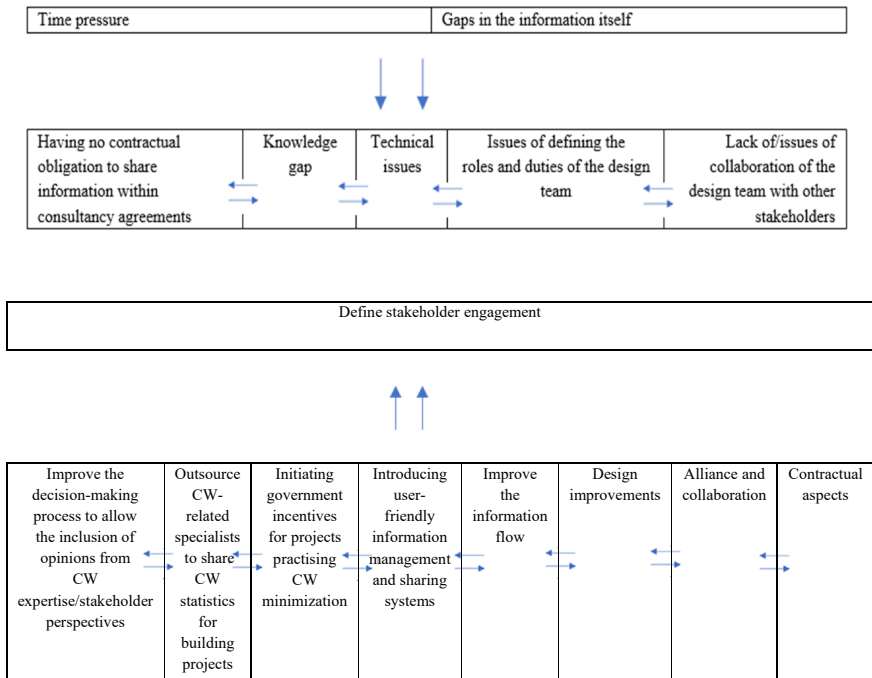 Time pressure
Gaps in the information itself
Having no contractual
obligation to share
information within
consultancy agreements
Knowledge
gap
Technical
issues
Issues of defining the
roles and duties of the design
team
Lack of/issues of
collaboration of the
design team with other
stakeholders
Define stakeholder engagement
Improve the
decision-making
process to allow
the inclusion of
opinions from
CW
expertise/stakeholder
perspectives
Outsource
CW-
related
specialists
to share
CW
statistics
for
building
projects
Initiating
government
incentives
for projects
practising
CW
minimization
Introducing
user-
friendly
information
management
and sharing
systems
Improve
the
information
flow
Design
improvements
Alliance and
collaboration
Contractual
aspects